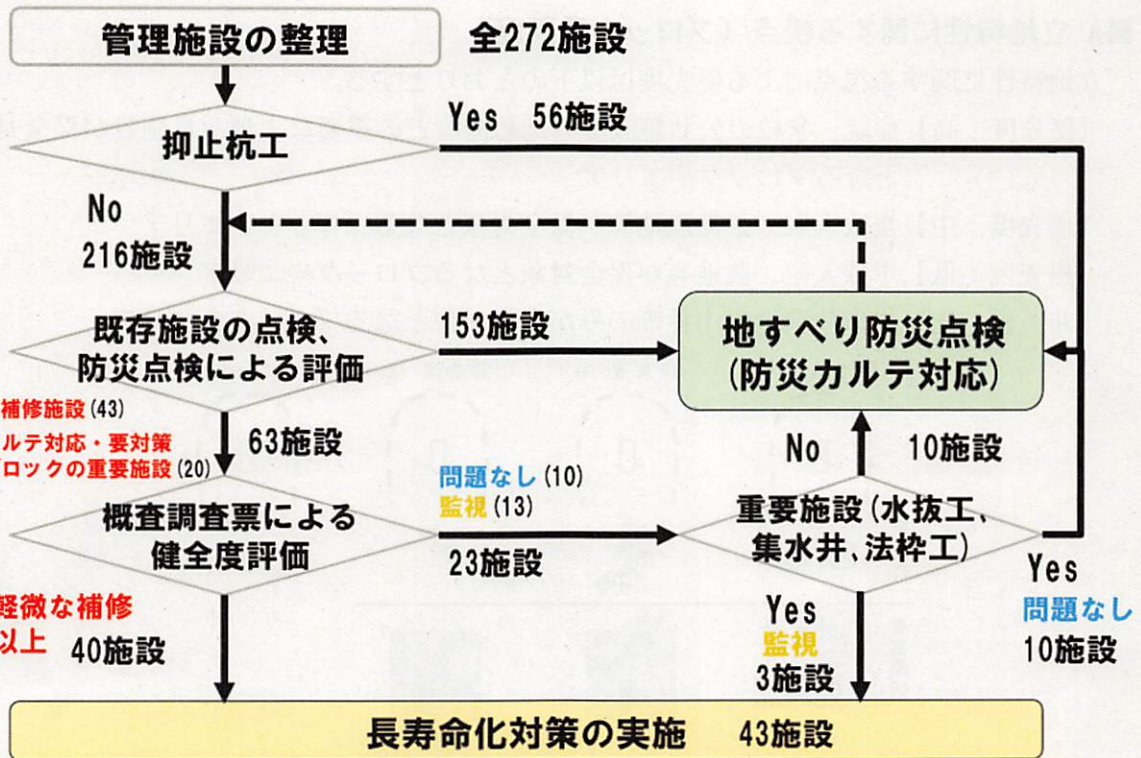 管理施設の整理
全272施設
抑止杭工
Yes 56施設
No
216施設
既存施設の点検、
防災点検による評価
153施設
地すべり防災点検
(防災カルテ対応)
補修施設(43)
ルテ対応・要対策
ロックの重要施設(20)
63施設
No 10施設
概査調査票による
健全度評価
問題なし(10)
監視(13)
23施設
重要施設(水抜工、
集水井、法枠工)
Yes
問題なし
10施設
軽微な補修
以上 40施設
Yes
監視
3施設
長寿命化対策の実施 43施設